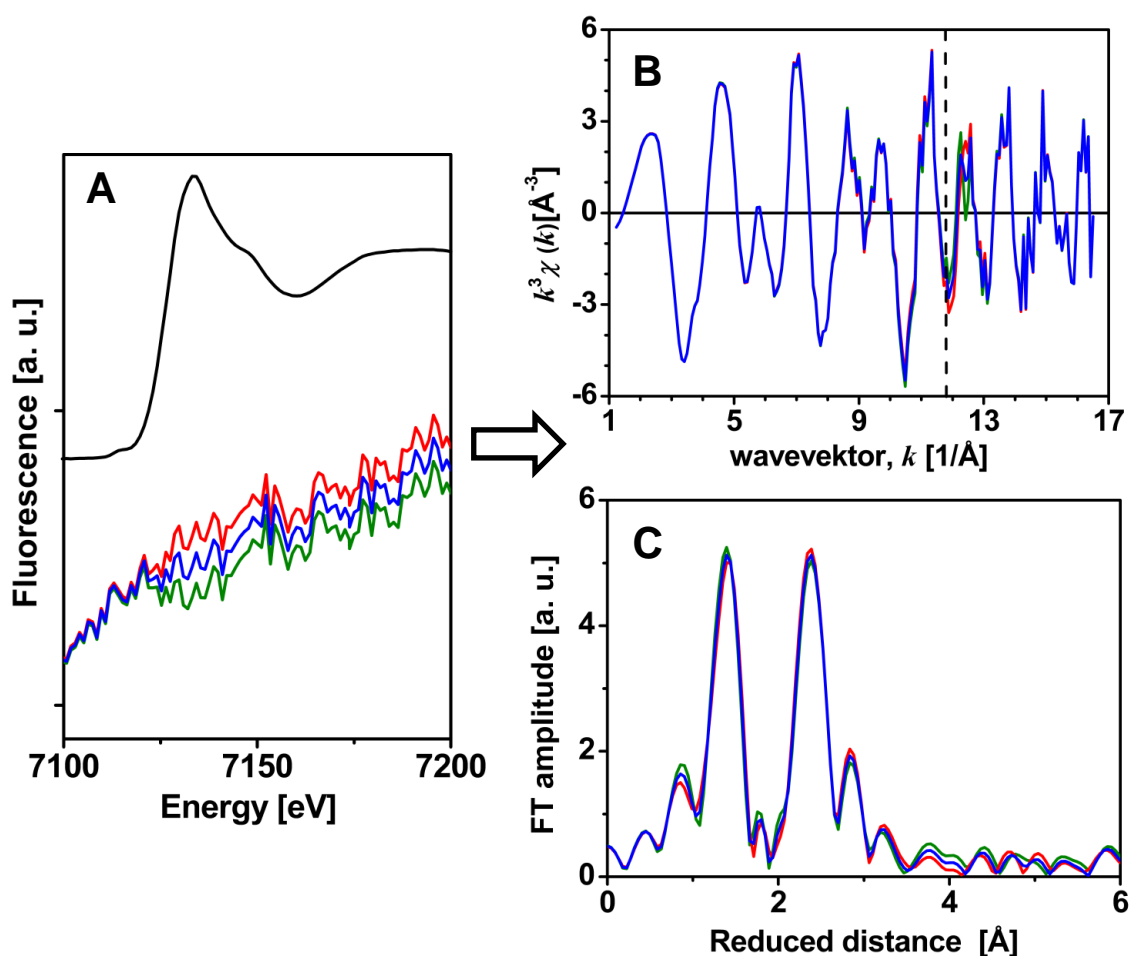 A
Fluorescence [a. u.]
7100
7150
7200
Energy [eV]
B
k³χ(k)[Å⁻³]
6
3
0
-3
-6
1
5
9
13
17
wavevektor, k [1/Å]
C
FT amplitude [a. u.]
6
4
2
0
0
2
4
6
Reduced distance [Å]